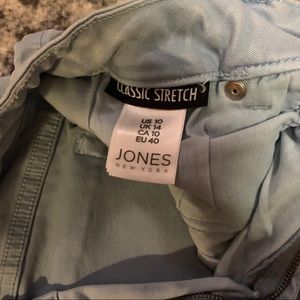 CLASSIC STRETCH
US 10
UK 14
CA 10
EU 40
JONES
NEW YORK